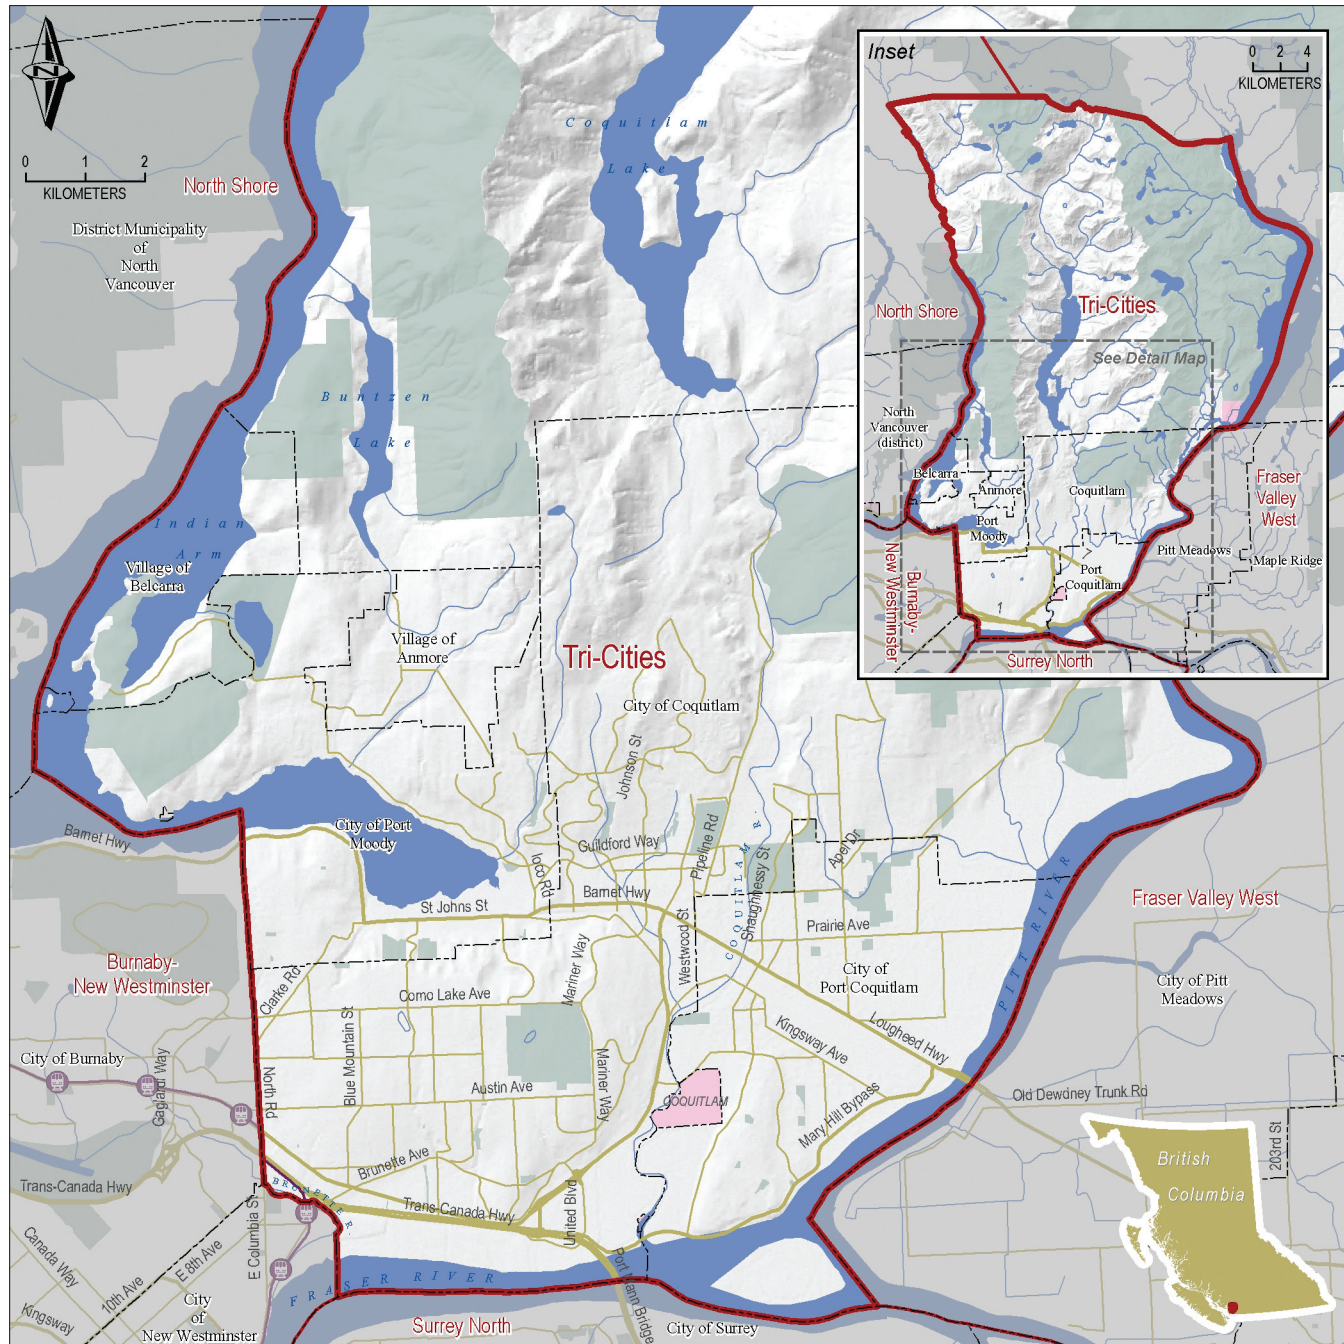 N
0 1 2
KILOMETERS
North Shore
District Municipality
of
North
Vancouver
Coquitlam
Lake
Buntzen
Lake
Indian
Arm
Village of
Belcarra
Village of
Anmore
Tri-Cities
City of Coquitlam
Johnson St
City of Port
Moody
Barnet Hwy
Guildford Way
Pipeline Rd
Ioco Rd
Barnet Hwy
St Johns St
COQUITLAM R.
Shaughnessy St
Apel Dr
Prairie Ave
Westwood St
Mariner Way
Clarke Rd
Como Lake Ave
Blue Mountain St
City of
Port Coquitlam
Lougheed Hwy
Kingsway Ave
PITT RIVER
Fraser Valley West
City of Pitt
Meadows
Burnaby-
New Westminster
City of Burnaby
Gaglardi Way
North Rd
Austin Ave
Mariner Way
COQUITLAM
Mary Hill Bypass
Old Dewdney Trunk Rd
203rd St
Brunette Ave
BRUNETTE R.
Trans-Canada Hwy
Trans-Canada Hwy
United Blvd
E Columbia St
Canada Way
E 8th Ave
10th Ave
Kingsway
City
of
New Westminster
FRASER RIVER
Port Mann Bridge
Surrey North
City of Surrey
British
Columbia
Inset
0 2 4
KILOMETERS
North Shore
Tri-Cities
See Detail Map
North
Vancouver
(district)
Belcarra
Anmore
Coquitlam
Port
Moody
Fraser
Valley
West
Pitt Meadows
Maple Ridge
Port
Coquitlam
Burnaby-
New Westminster
Surrey North